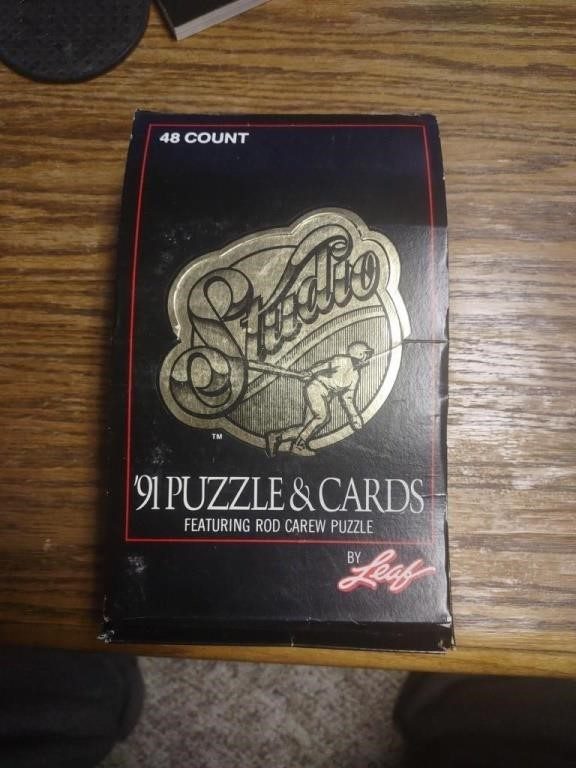 48 COUNT
Studio
TM
'91 PUZZLE & CARDS
FEATURING ROD CAREW PUZZLE
BY Leaf